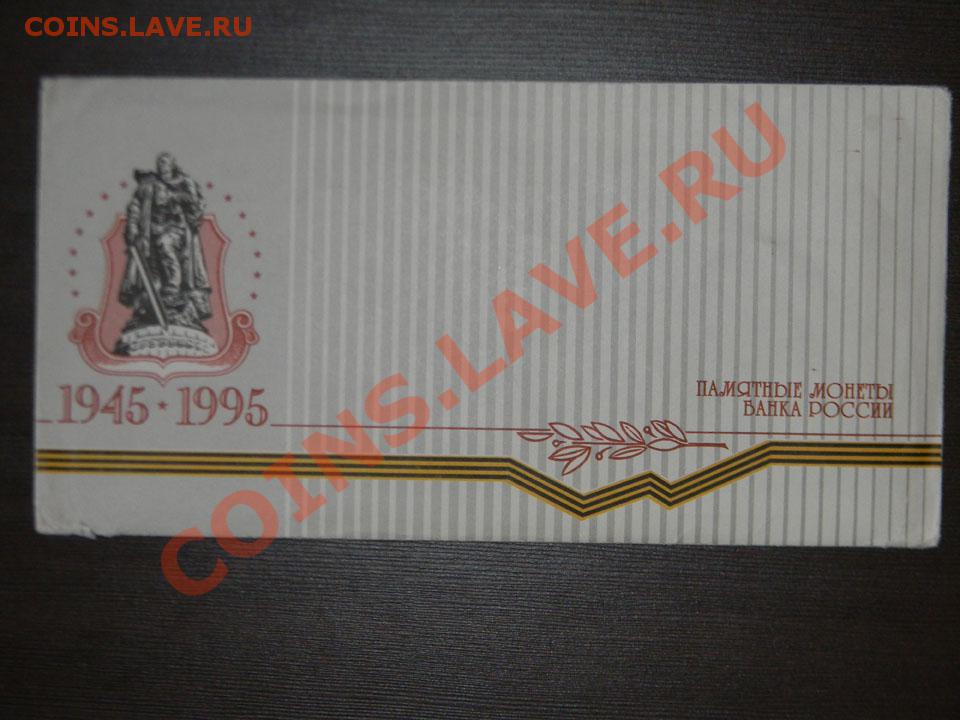 COINS.LAVE.RU
COINS.LAVE.RU
1945 ★ 1995
ПАМЯТНЫЕ МОНЕТЫ
БАНКА РОССИИ